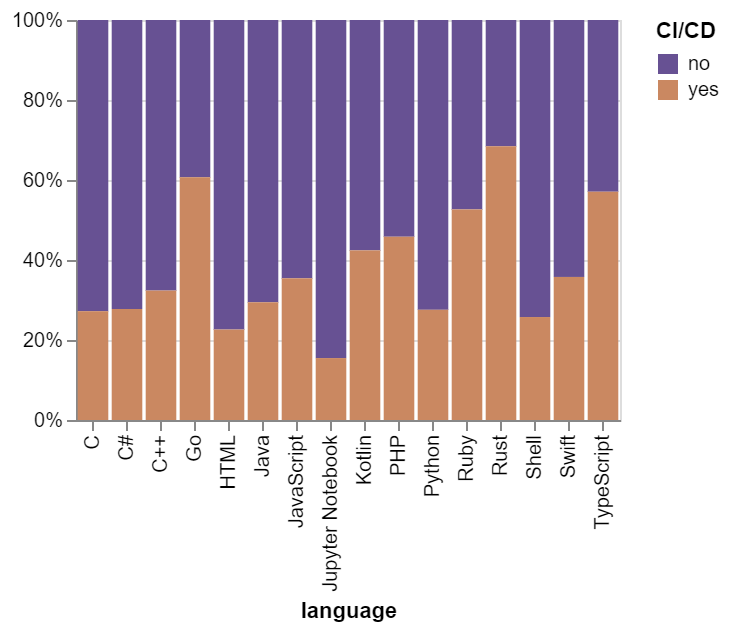 100%
80%
60%
40%
20%
0%
C
C#
C++
Go
HTML
Java
JavaScript
Jupyter Notebook
Kotlin
PHP
Python
Ruby
Rust
Shell
Swift
TypeScript
language
CI/CD
no
yes